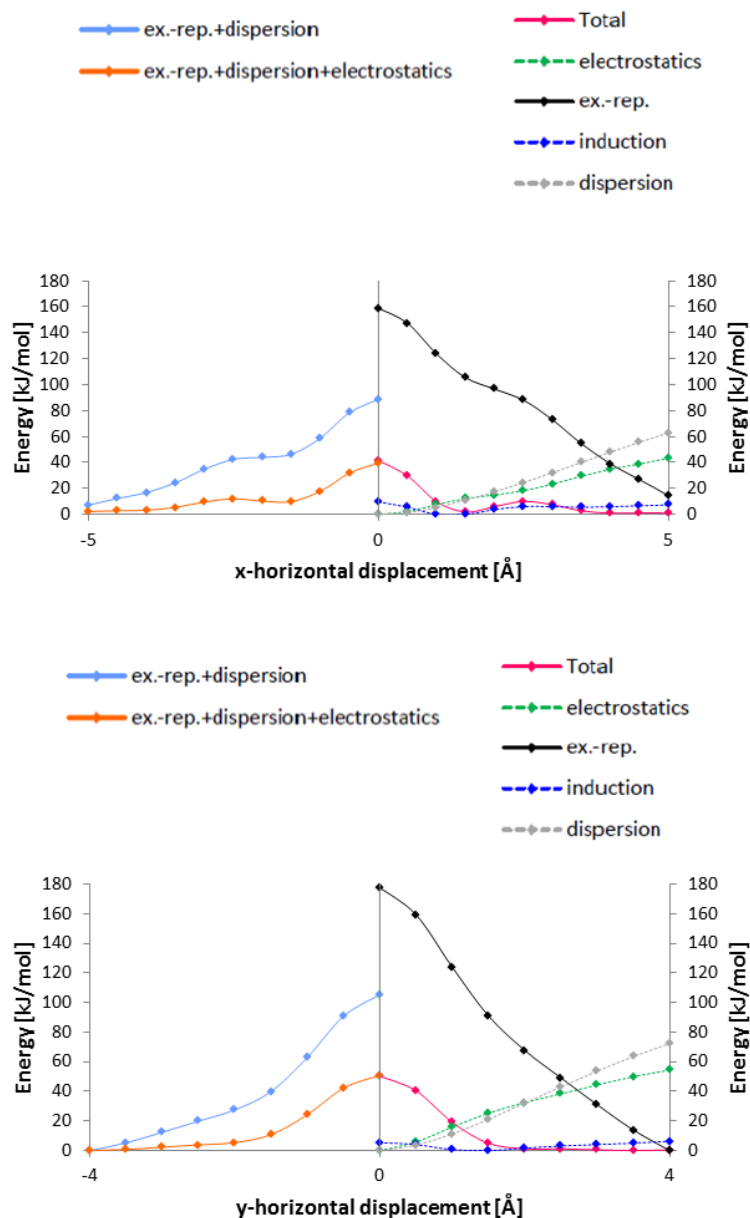 ex.-rep.+dispersion
ex.-rep.+dispersion+electrostatics
Total
electrostatics
ex.-rep.
induction
dispersion
Energy [kJ/mol]
180
160
140
120
100
80
60
40
20
0
-5
0
5
180
160
140
120
100
80
60
40
20
0
Energy [kJ/mol]
x-horizontal displacement [Å]
ex.-rep.+dispersion
ex.-rep.+dispersion+electrostatics
Total
electrostatics
ex.-rep.
induction
dispersion
Energy [kJ/mol]
180
160
140
120
100
80
60
40
20
0
-4
0
4
180
160
140
120
100
80
60
40
20
0
Energy [kJ/mol]
y-horizontal displacement [Å]